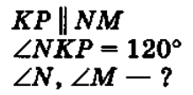 KP ∥ NM
∠NKP = 120°
∠N, ∠M — ?